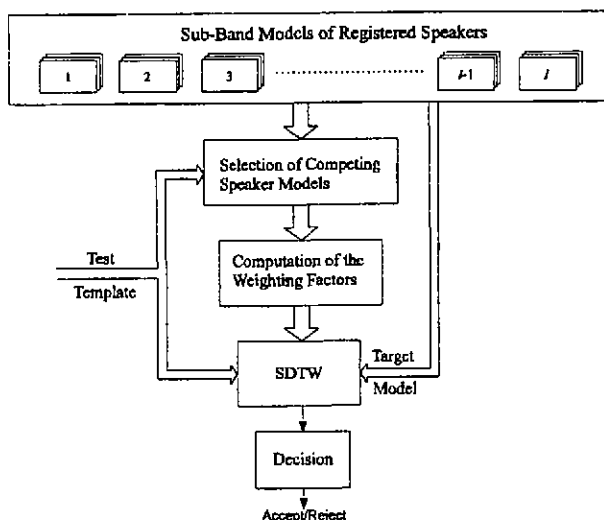 Sub-Band Models of Registered Speakers
1 2 3 ........................ l-1 l
Selection of Competing
Speaker Models
Computation of the
Weighting Factors
Test
Template
SDTW
Target
Model
Decision
Accept/Reject